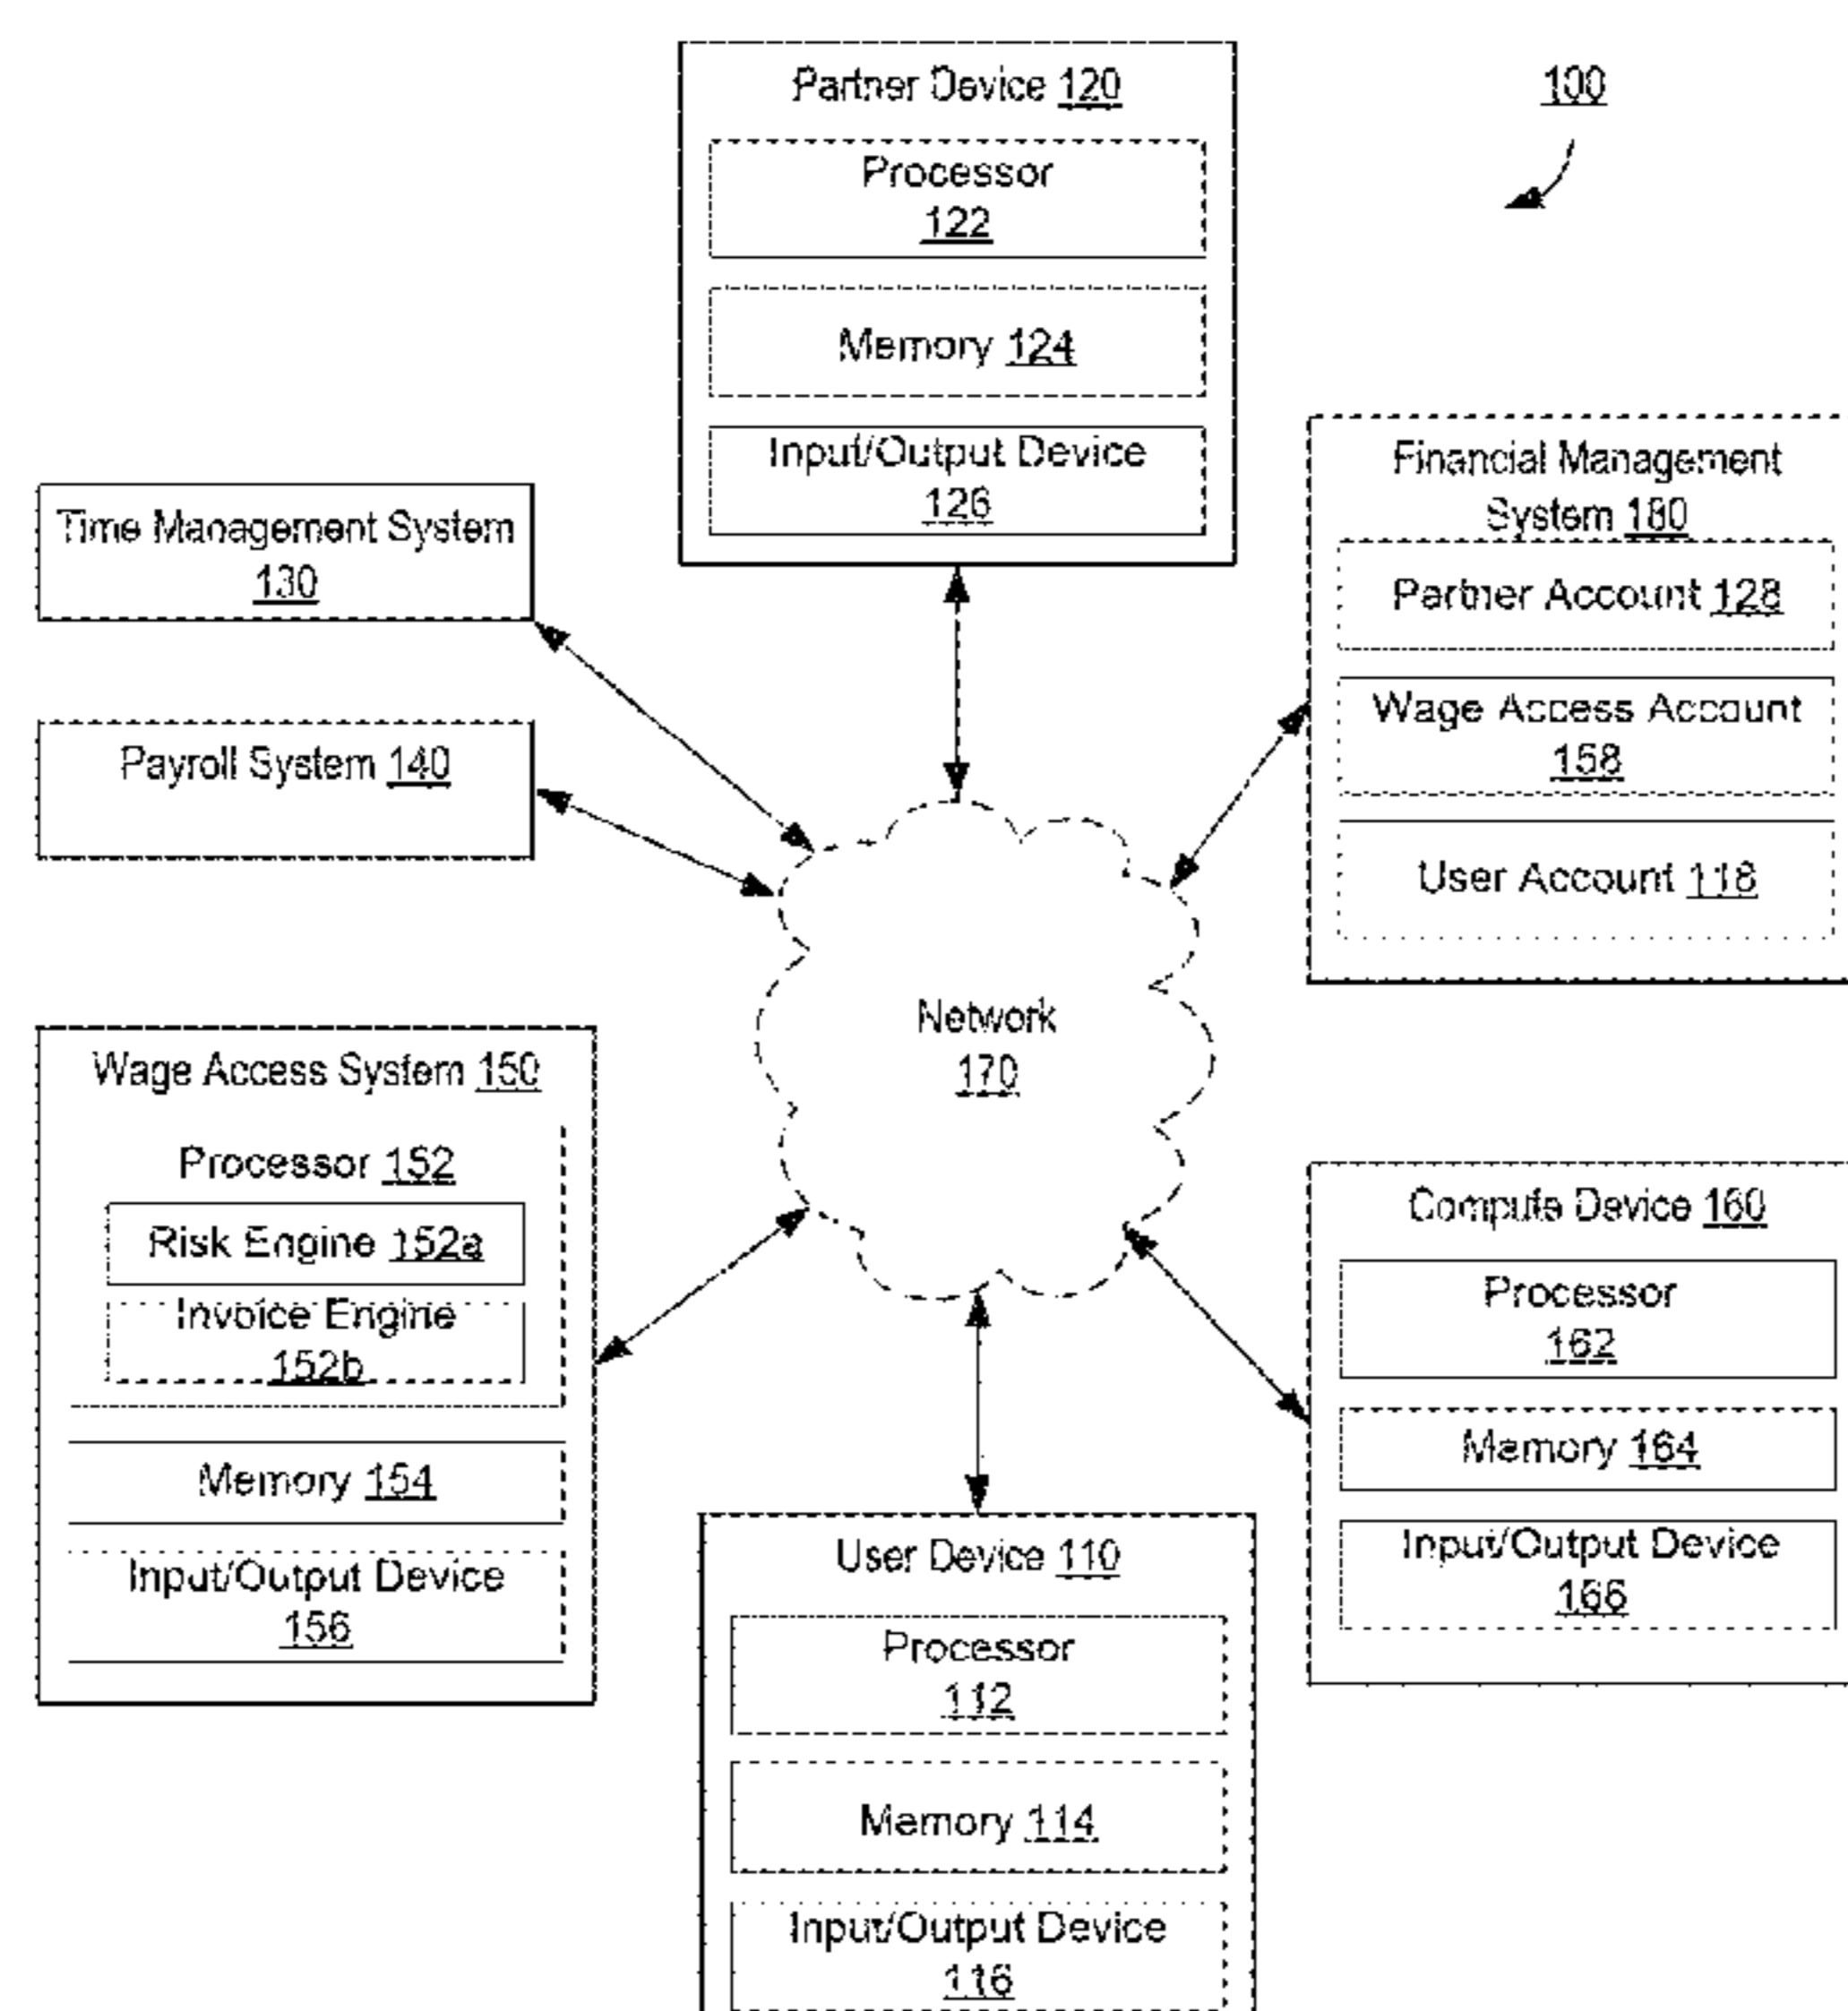 Partner Device 120
Processor
122
Memory 124
Input/Output Device
126
100
Time Management System
130
Payroll System 140
Financial Management
System 180
Partner Account 128
Wage Access Account
158
User Account 118
Network
170
Wage Access System 150
Processor 152
Risk Engine 152a
Invoice Engine
152b
Memory 154
Input/Output Device
156
Compute Device 160
Processor
162
Memory 164
Input/Output Device
166
User Device 110
Processor
112
Memory 114
Input/Output Device
116